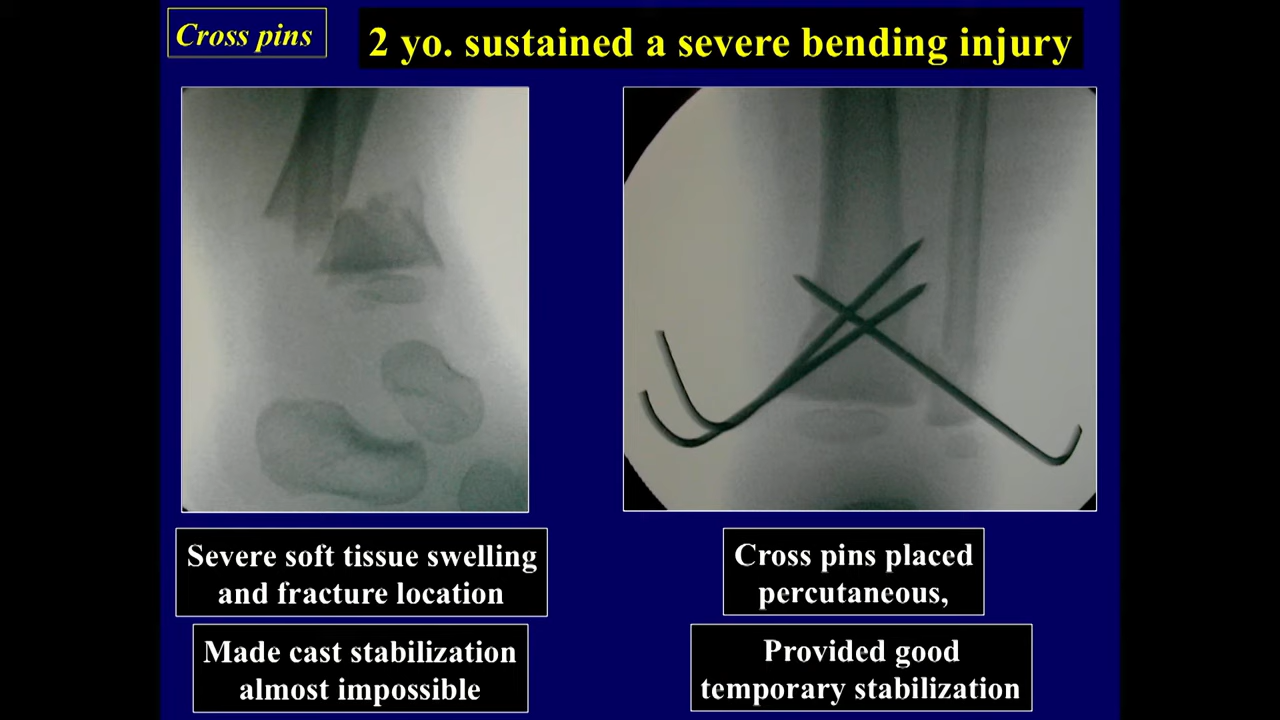 Cross pins
2 yo. sustained a severe bending injury
Severe soft tissue swelling
and fracture location
Made cast stabilization
almost impossible
Cross pins placed
percutaneous,
Provided good
temporary stabilization